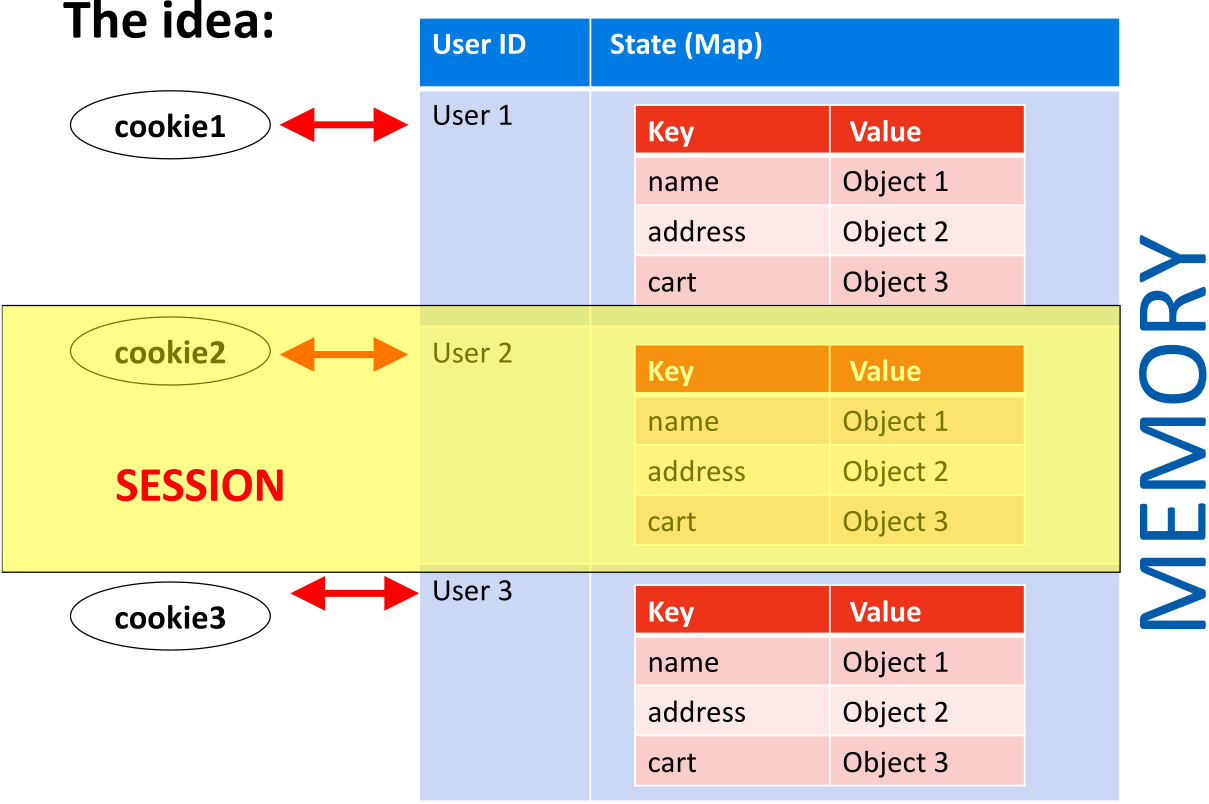 The idea:
User ID State (Map)
cookie1 User 1
Key Value
name Object 1
address Object 2
cart Object 3
cookie2 User 2
Key Value
name Object 1
address Object 2
SESSION
cart Object 3
cookie3 User 3
Key Value
name Object 1
address Object 2
cart Object 3
MEMORY